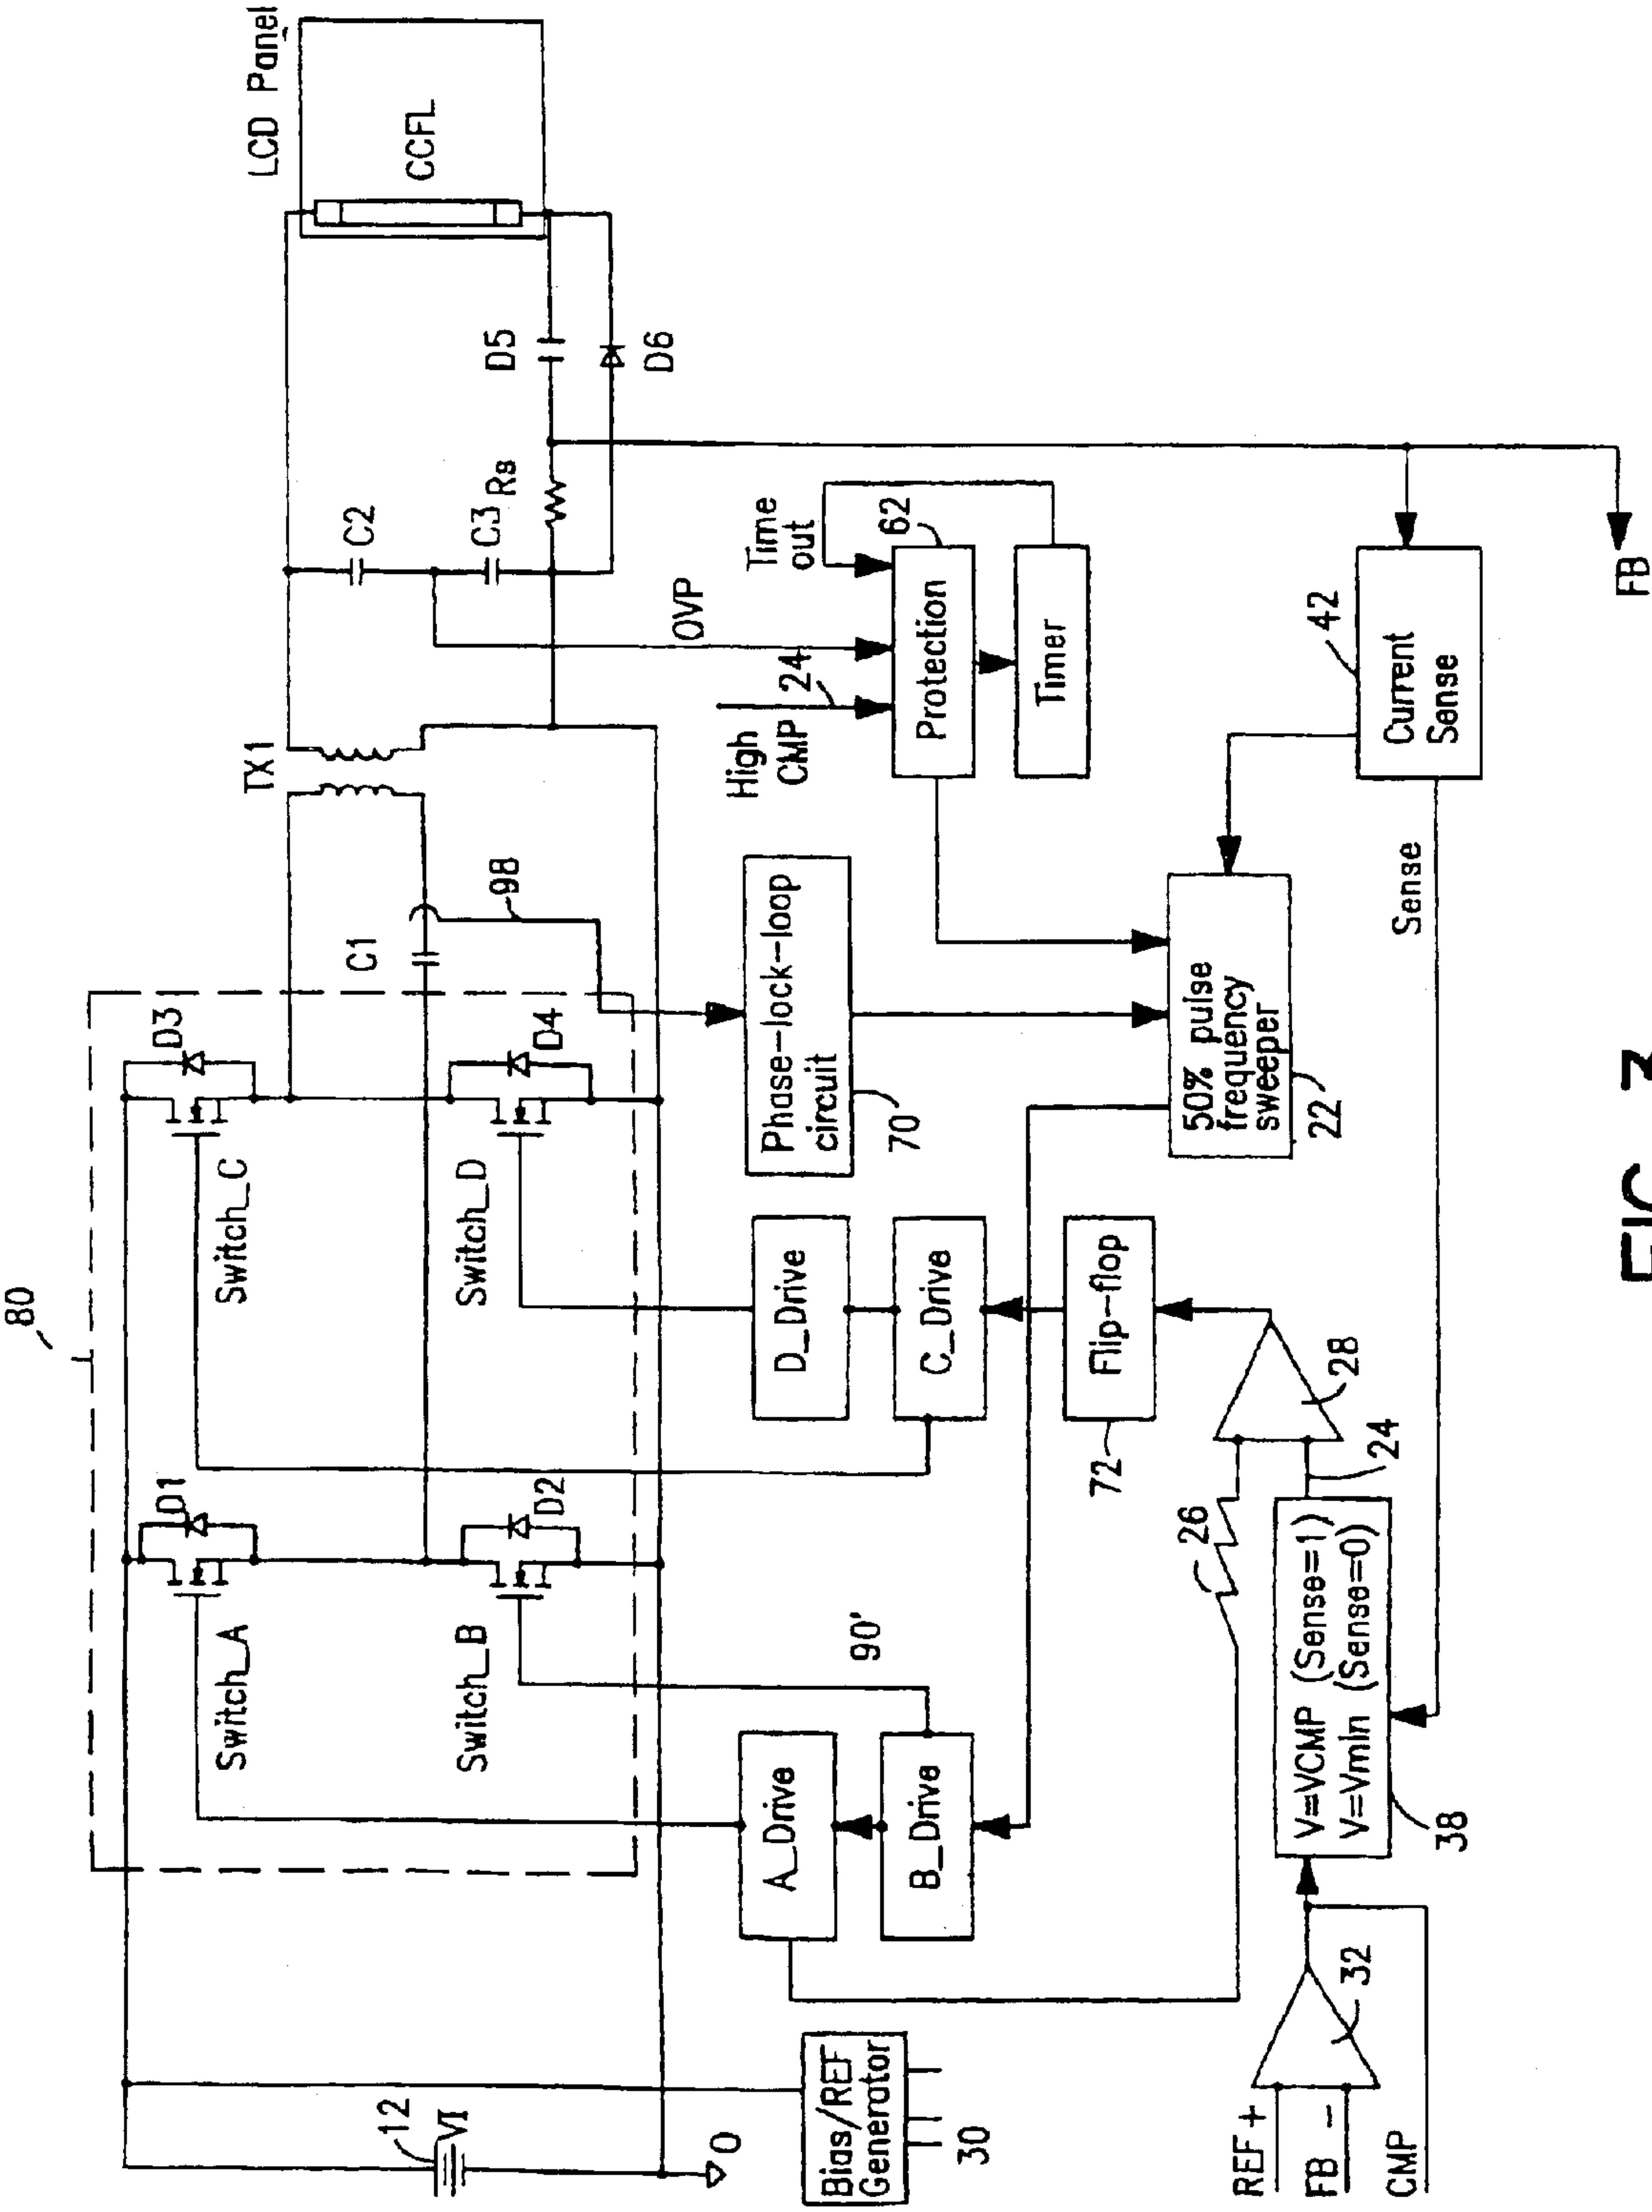 80
LCD Panel
CCFL
TX1
C2
C3
Rs
D5
D6
12
VI
0
Switch_A
D1
Switch_B
D2
Switch_C
D3
Switch_D
D4
C1
98
OVP
High
CMP
24
Time
out
62
Protection
Timer
Phase-lock-loop
circuit
70
90'
Bias/REF
Generator
30
A_Drive
B_Drive
D_Drive
C_Drive
Flip-flop
72
50% pulse
frequency
sweeper
22
42
Current
Sense
Sense
FB
26
28
24
V=VCMP (Sense=1)
V=Vmin (Sense=0)
38
REF +
FB -
CMP
32
FIG. 3